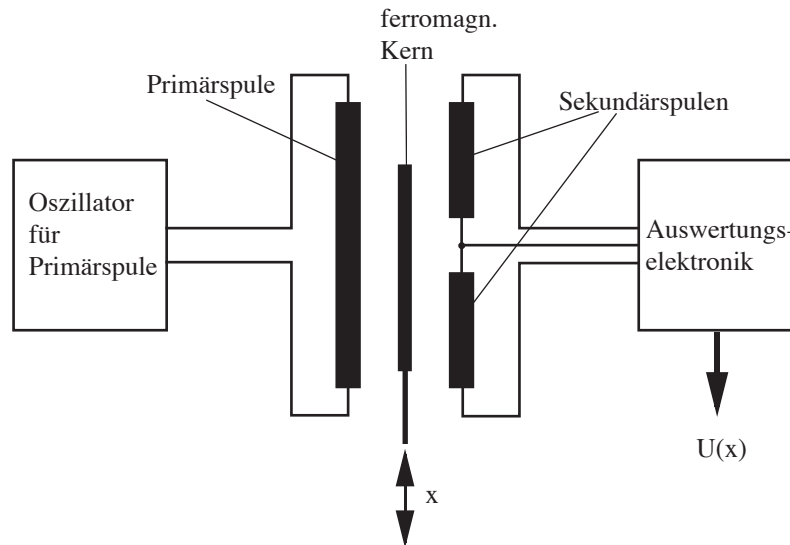 ferromagn.
Kern
Primärspule
Sekundärspulen
Oszillator
für
Primärspule
Auswertungs-
elektronik
U(x)
x